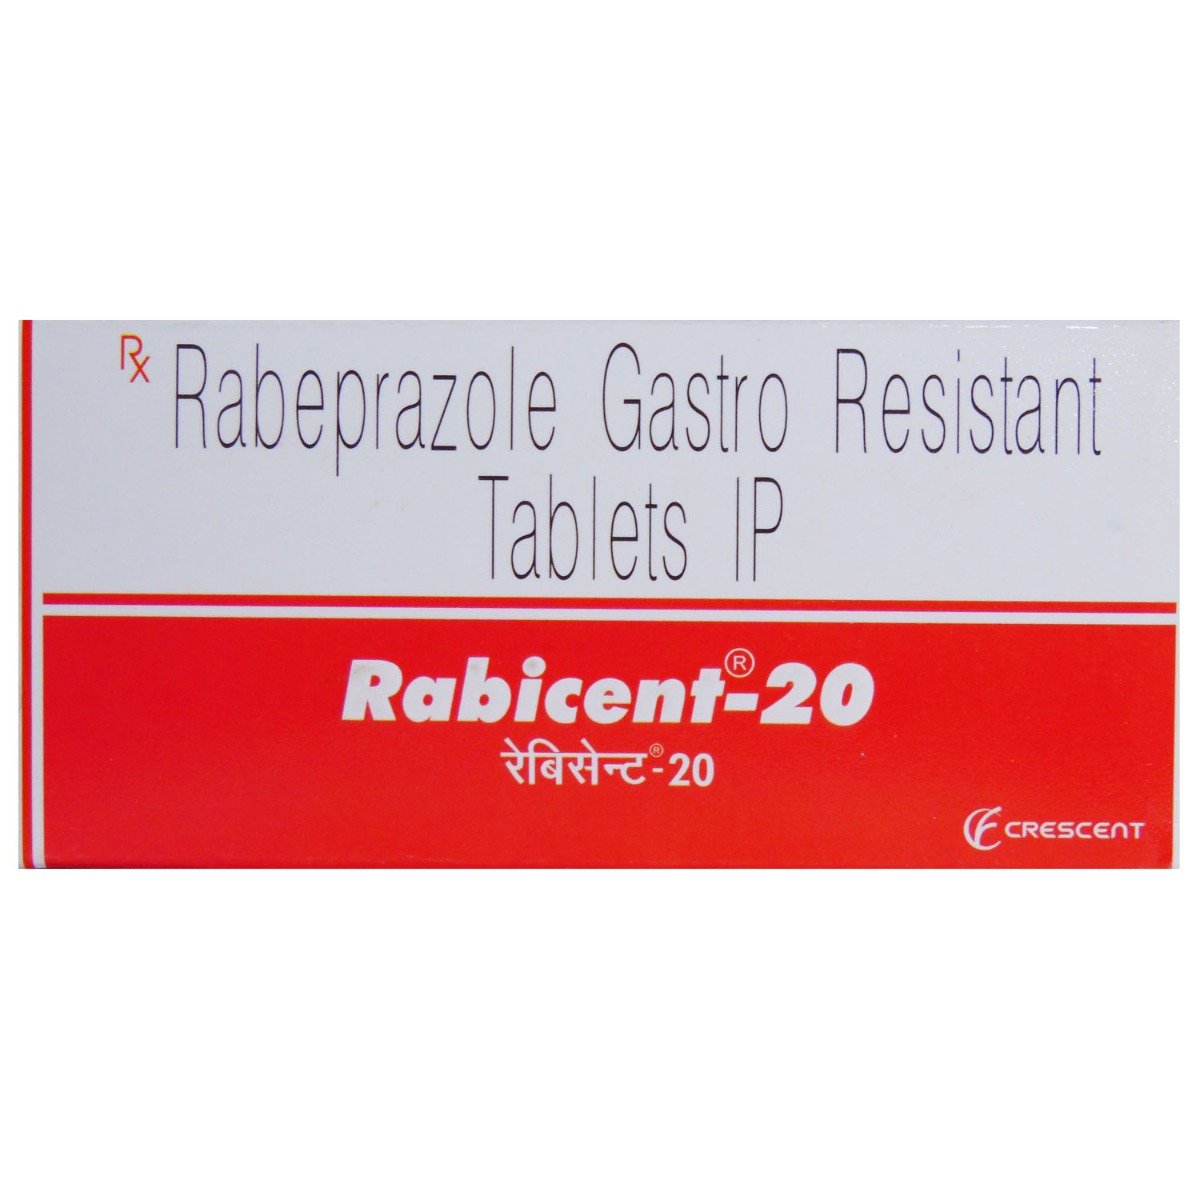 Rx Rabeprazole Gastro Resistant
Tablets IP
Rabicent®-20
रेबिसेन्ट®-20
CRESCENT